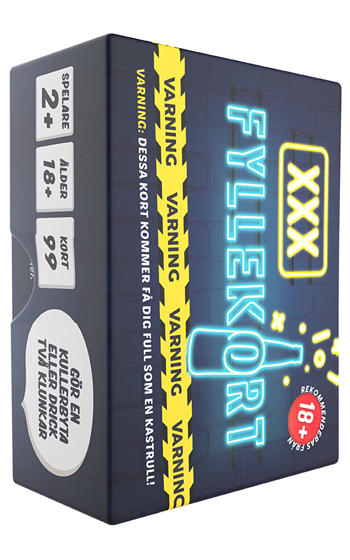 XXX
FYLLEKORT
REKOMMENDERAS FRÅN
18+
VARNING VARNING VARNING VARNING
VARNING: DESSA KORT KOMMER FÅ DIG FULL SOM EN KASTRULL!
SPELARE
2+
ÅLDER
18+
KORT
99
GÖR EN
KULLERBYTA
ELLER DRICK
TVÅ KLUNKAR